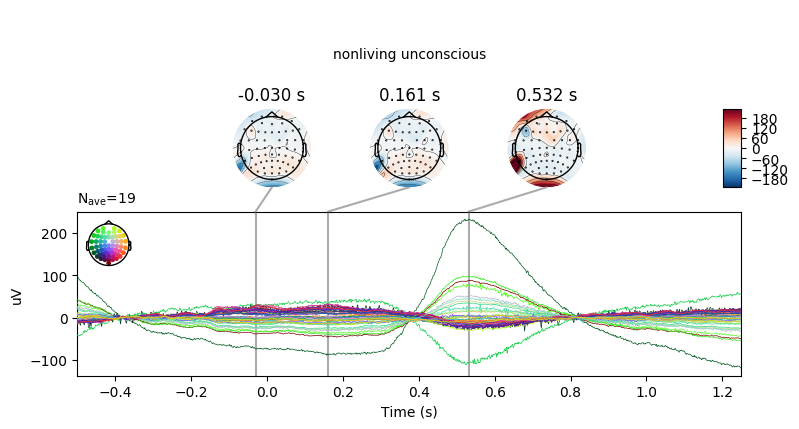 nonliving unconscious
-0.030 s 0.161 s 0.532 s
180
120
60
0
−60
−120
−180
Nave=19
200
100
0
−100
uV
−0.4 −0.2 0.0 0.2 0.4 0.6 0.8 1.0 1.2
Time (s)